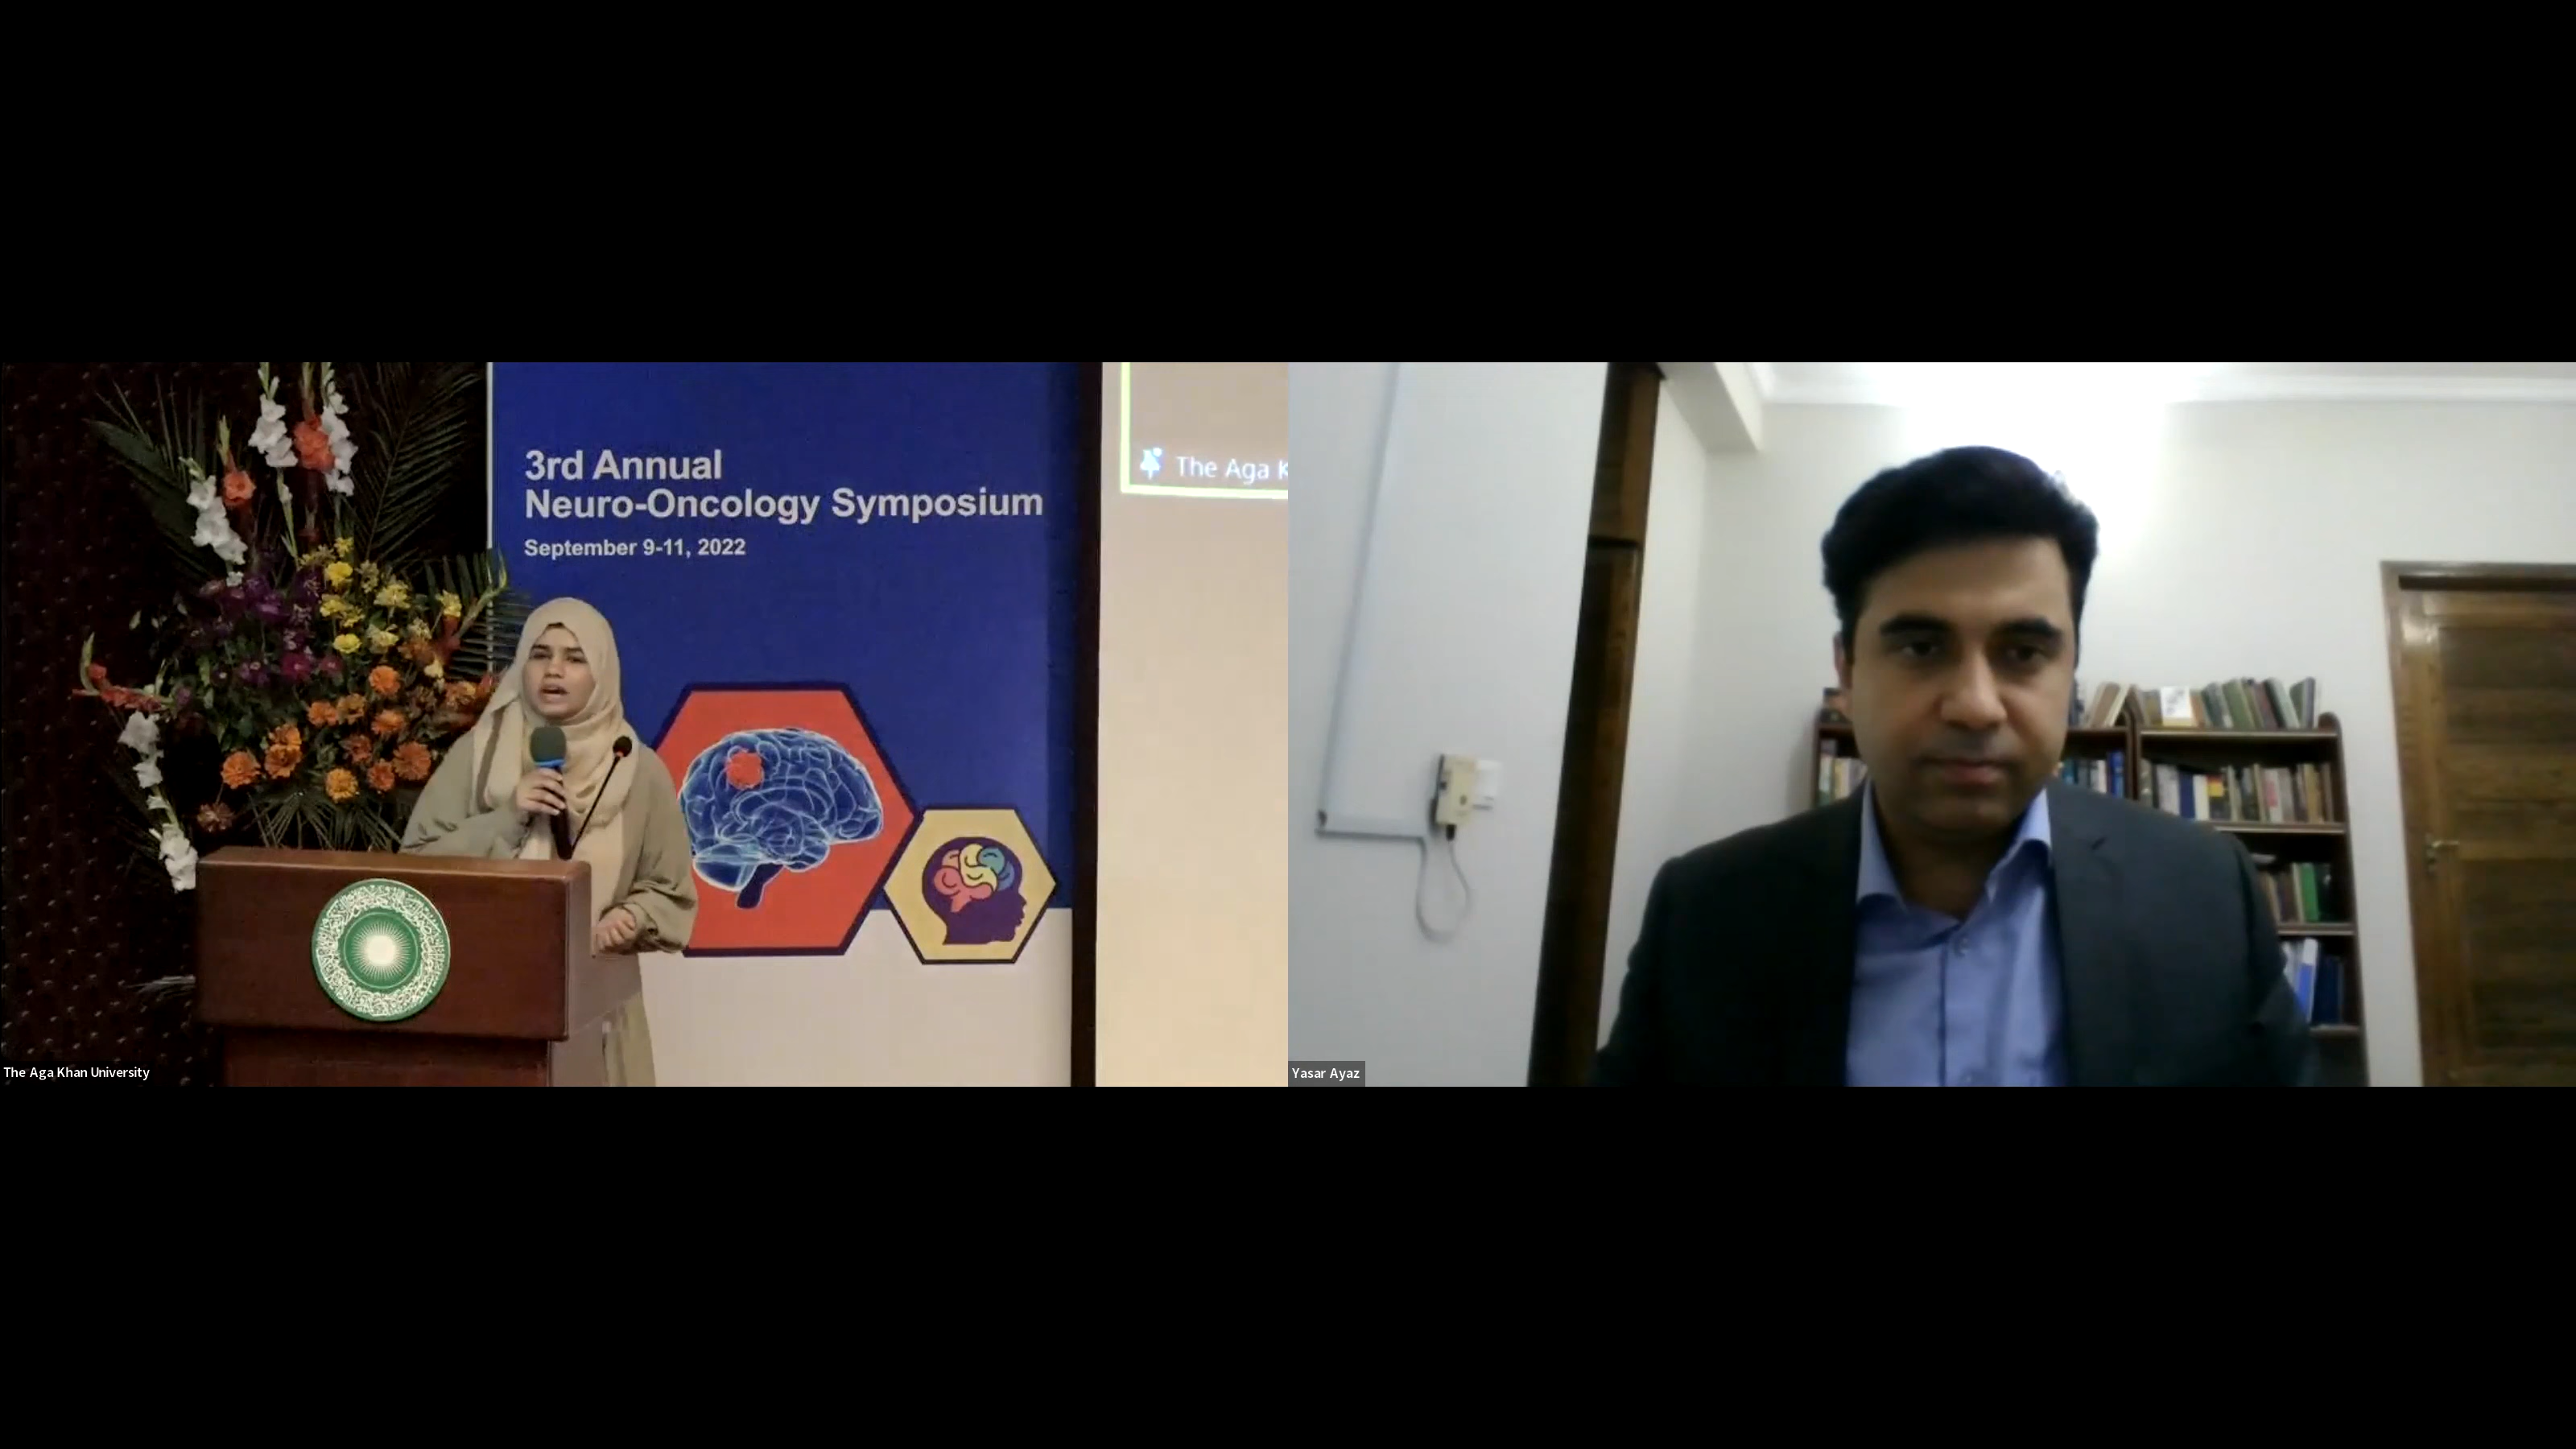 3rd Annual
Neuro-Oncology Symposium
September 9-11, 2022
The Aga K
The Aga Khan University
Yasar Ayaz